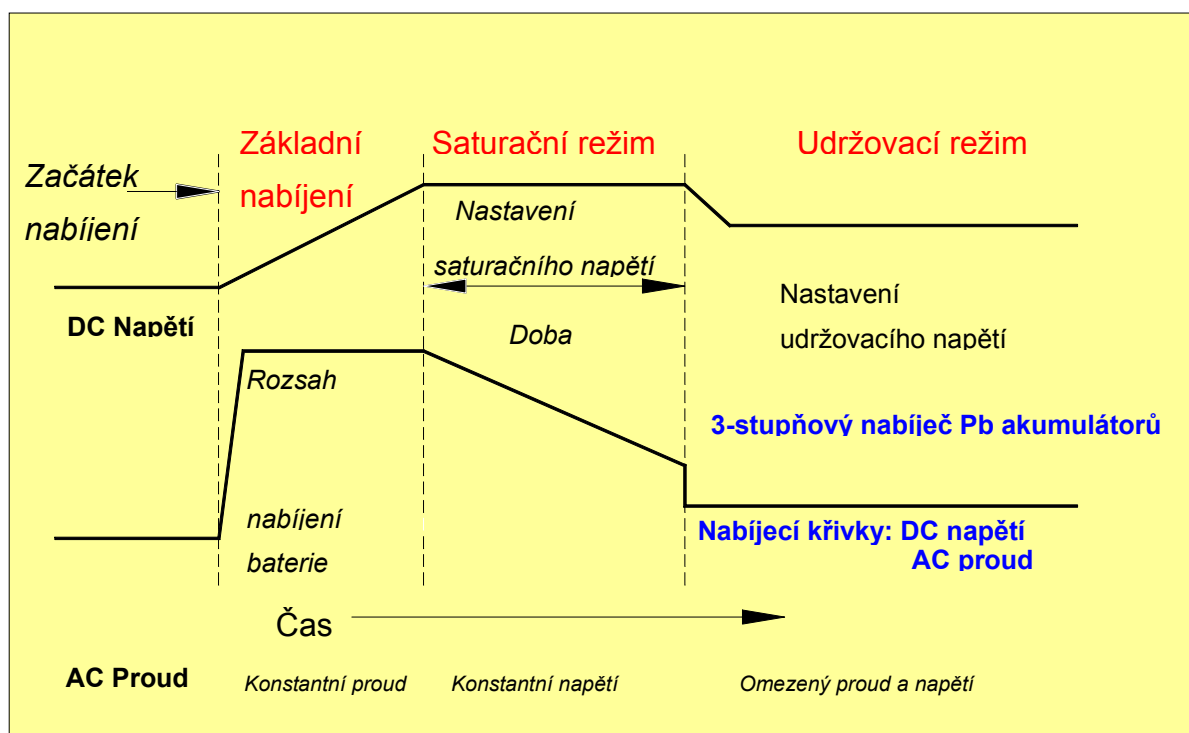 Základní
nabíjení
Saturační režim
Udržovací režim
Začátek
nabíjení
Nastavení
saturačního napětí
DC Napětí
Doba
Nastavení
udržovacího napětí
Rozsah
nabíjení
baterie
3-stupňový nabíječ Pb akumulátorů
Nabíjecí křivky: DC napětí
AC proud
Čas
AC Proud
Konstantní proud
Konstantní napětí
Omezený proud a napětí